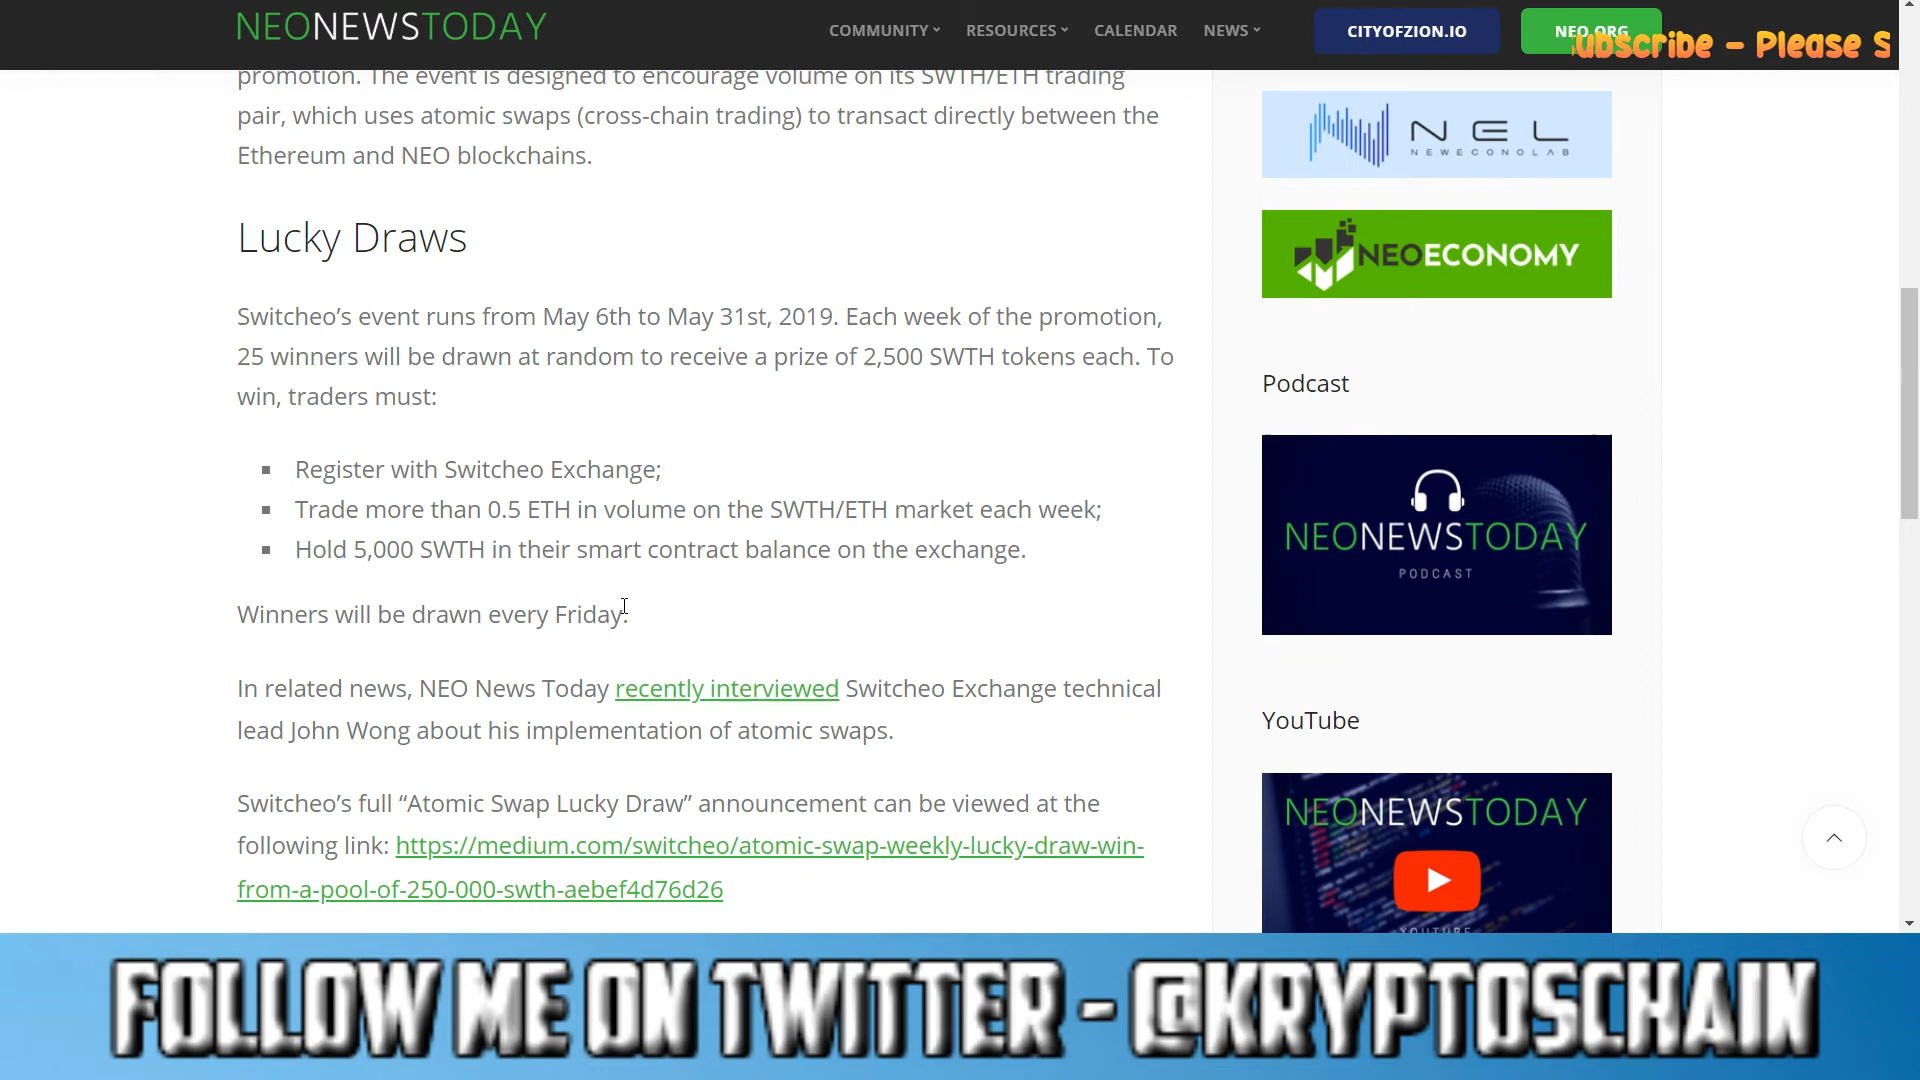 NEONEWSTODAY
COMMUNITY RESOURCES CALENDAR NEWS CITYOFZION.IO NEO.ORG
ubscribe - Please S
promotion. The event is designed to encourage volume on its SWTH/ETH trading
pair, which uses atomic swaps (cross-chain trading) to transact directly between the
Ethereum and NEO blockchains.
Lucky Draws
Switcheo’s event runs from May 6th to May 31st, 2019. Each week of the promotion,
25 winners will be drawn at random to receive a prize of 2,500 SWTH tokens each. To
win, traders must:
Register with Switcheo Exchange;
Trade more than 0.5 ETH in volume on the SWTH/ETH market each week;
Hold 5,000 SWTH in their smart contract balance on the exchange.
Winners will be drawn every Friday.
In related news, NEO News Today recently interviewed Switcheo Exchange technical
lead John Wong about his implementation of atomic swaps.
Switcheo’s full “Atomic Swap Lucky Draw” announcement can be viewed at the
following link: https://medium.com/switcheo/atomic-swap-weekly-lucky-draw-win-
from-a-pool-of-250-000-swth-aebef4d76d26
NEL
NEWECONOLAB
NEOECONOMY
Podcast
NEONEWSTODAY
PODCAST
YouTube
NEONEWSTODAY
YOUTUBE
FOLLOW ME ON TWITTER - @KRYPTOSCHAIN